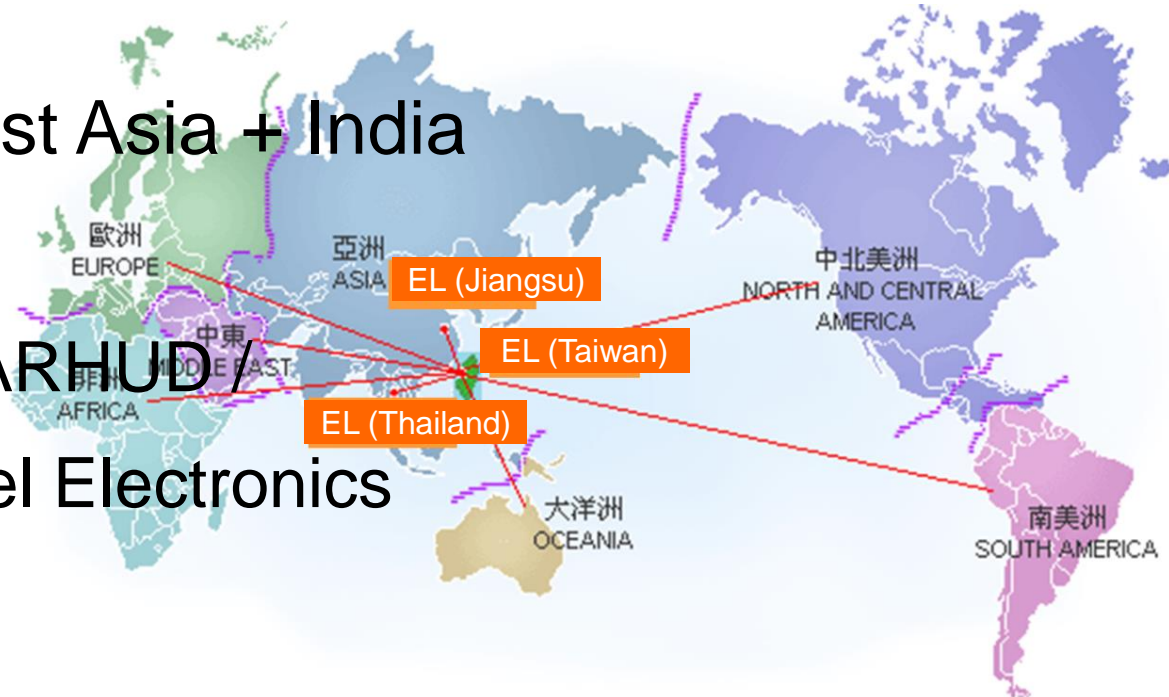 st Asia + India
歐洲
EUROPE
亞洲
ASIA
EL (Jiangsu)
中北美洲
NORTH AND CENTRAL
AMERICA
EL (Taiwan)
中東
MIDDLE EAST
ARHUD /
非洲
AFRICA
EL (Thailand)
el Electronics
大洋洲
OCEANIA
南美洲
SOUTH AMERICA